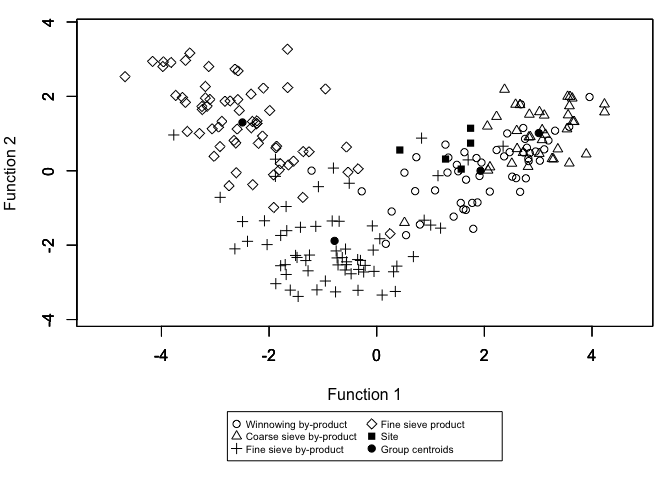 4
2
0
-2
-4
Function 2
-4 -2 0 2 4
Function 1
Winnowing by-product Fine sieve product
Coarse sieve by-product Site
Fine sieve by-product Group centroids